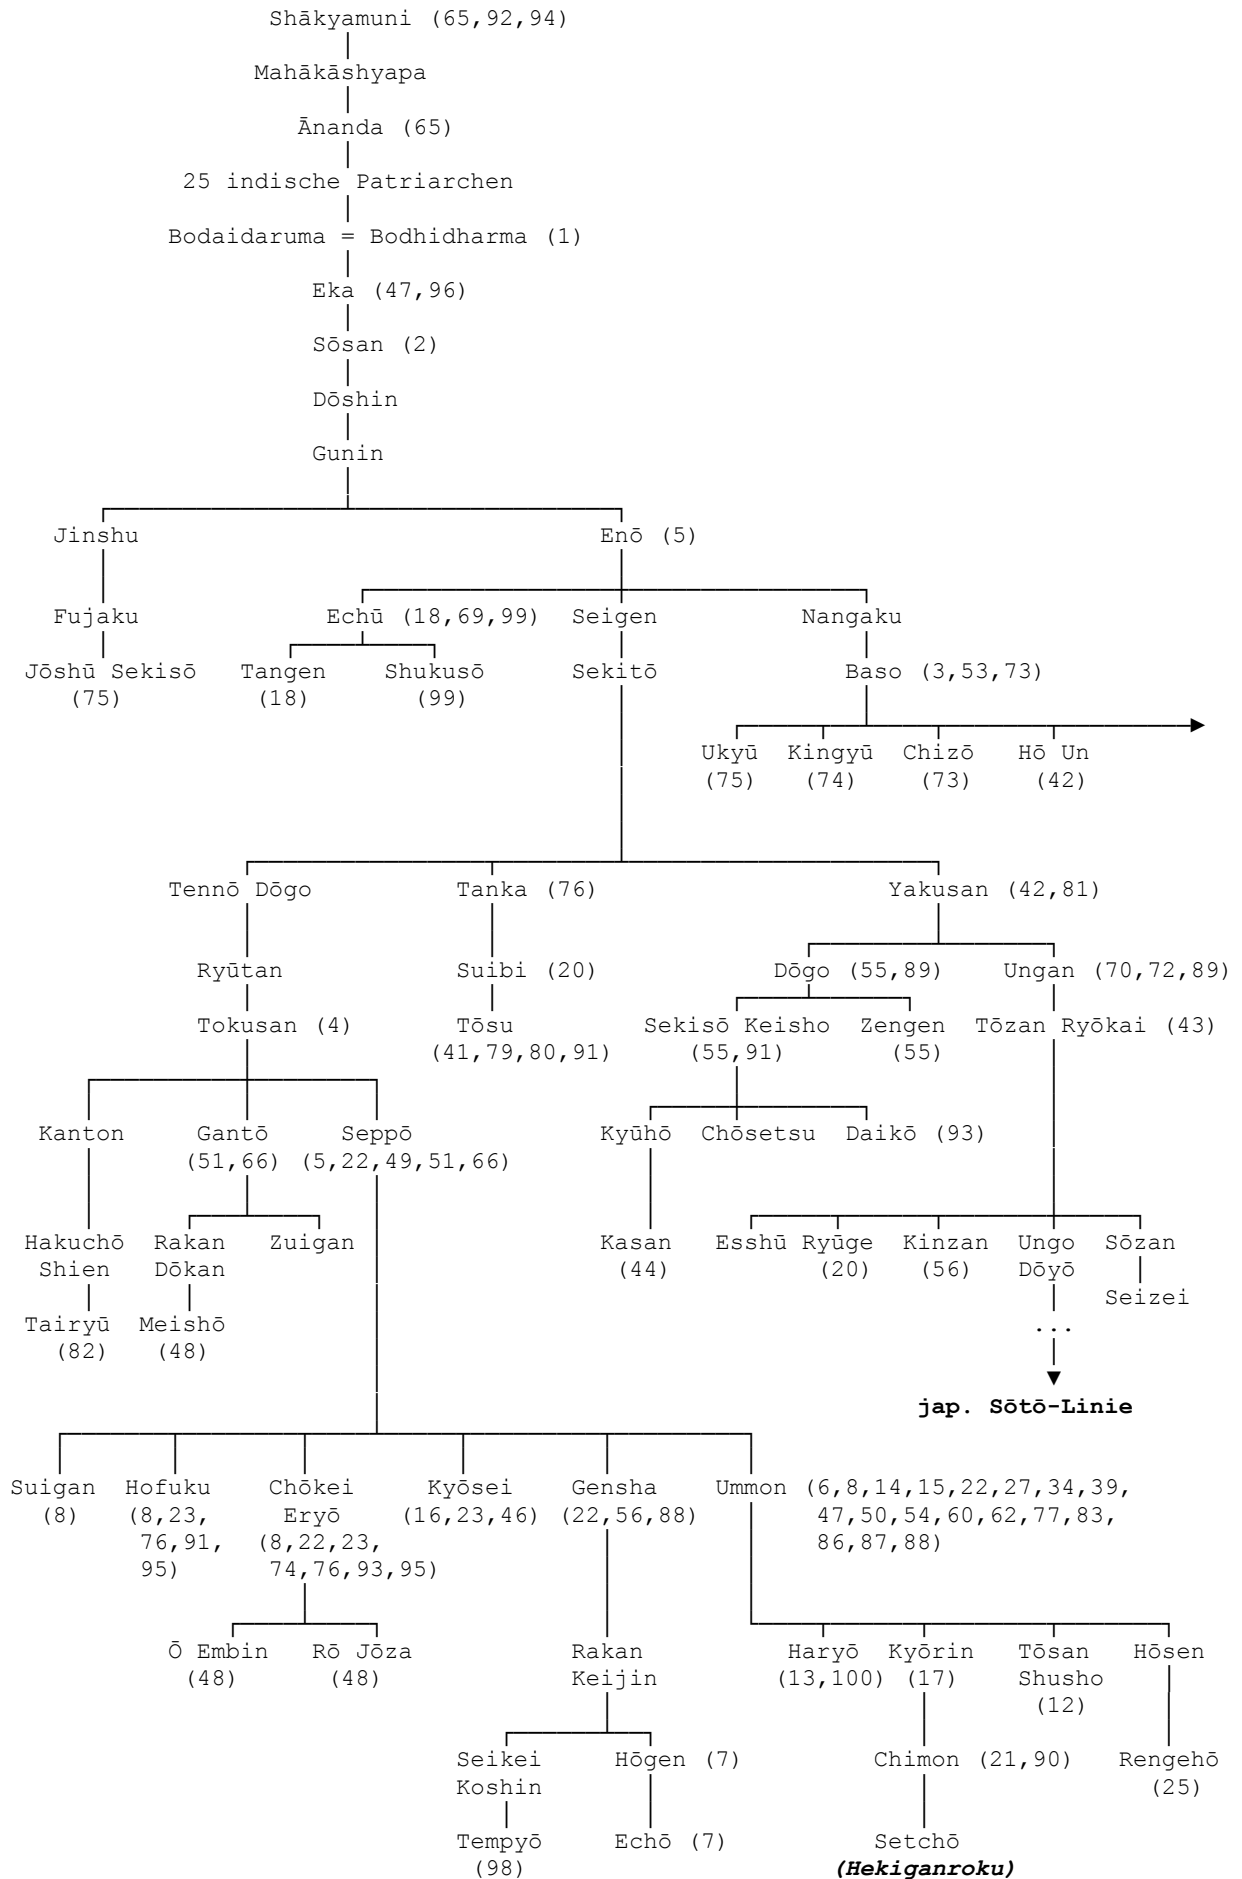 Shākyamuni (65,92,94)
Mahākāshyapa
Ānanda (65)
25 indische Patriarchen
Bodaidaruma = Bodhidharma (1)
Eka (47,96)
Sōsan (2)
Dōshin
Gunin
Jinshu Enō (5)
Fujaku Echū (18,69,99) Seigen Nangaku
Jōshū Sekisō Tangen Shukusō Sekitō Baso (3,53,73)
(75) (18) (99)
Ukyū Kingyū Chizō Hō Un
(75) (74) (73) (42)
Tennō Dōgo Tanka (76) Yakusan (42,81)
Ryūtan Suibi (20) Dōgo (55,89) Ungan (70,72,89)
Tokusan (4) Tōsu Sekisō Keisho Zengen Tōzan Ryōkai (43)
(41,79,80,91) (55,91) (55)
Kanton Gantō Seppō Kyūhō Chōsetsu Daikō (93)
(51,66) (5,22,49,51,66)
Hakuchō Rakan Zuigan Kasan Esshū Ryūge Kinzan Ungo Sōzan
Shien Dōkan (44) (20) (56) Dōyō
Seizei
Tairyū Meishō ...
(82) (48)
jap. Sōtō-Linie
Suigan Hofuku Chōkei Kyōsei Gensha Ummon (6,8,14,15,22,27,34,39,
(8) (8,23, Eryō (16,23,46) (22,56,88) 47,50,54,60,62,77,83,
76,91, (8,22,23, 86,87,88)
95) 74,76,93,95)
Ō Embin Rō Jōza Rakan Haryō Kyōrin Tōsan Hōsen
(48) (48) Keijin (13,100) (17) Shusho
(12)
Seikei Hōgen (7) Chimon (21,90) Rengehō
Koshin (25)
Tempyō Echō (7) Setchō
(98) (Hekiganroku)